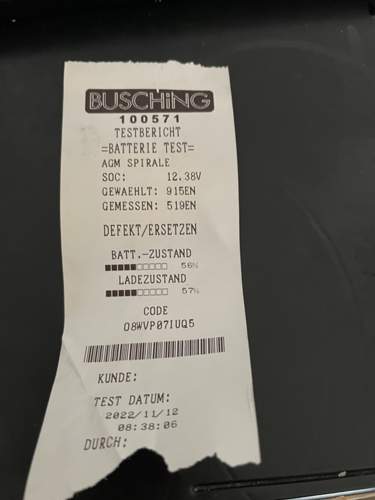 BUSCHiNG
100571
TESTBERICHT
=BATTERIE TEST=
AGM SPIRALE
SOC: 12.38V
GEWAEHLT: 915EN
GEMESSEN: 519EN
DEFEKT/ERSETZEN
BATT.-ZUSTAND
56%
LADEZUSTAND
57%
CODE
08WVP07IUQ5
KUNDE:
TEST DATUM:
2022/11/12
08:38:06
DURCH: